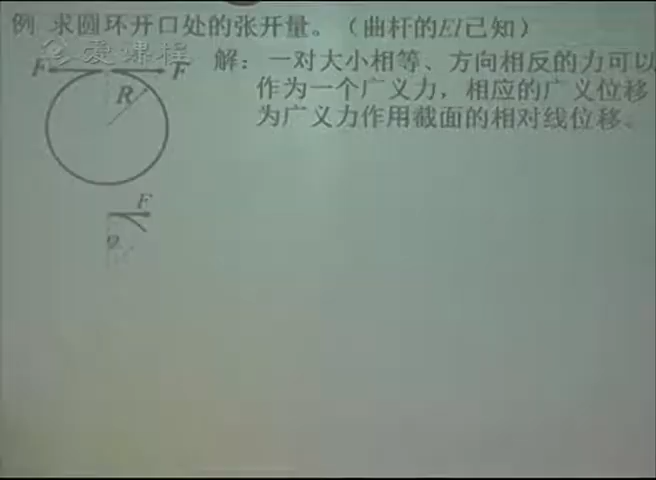 例 求圆环开口处的张开量。（曲杆的EI已知）
爱课程
F F 解：一对大小相等、方向相反的力可以
R 作为一个广义力，相应的广义位移
为广义力作用截面的相对线位移。
F